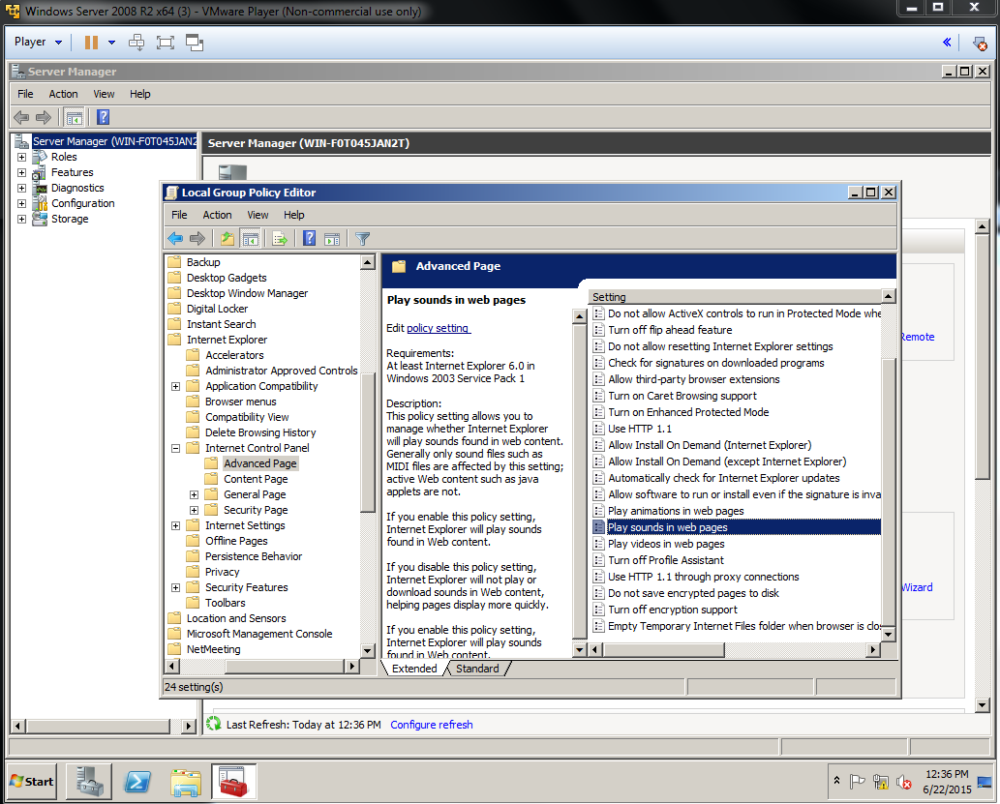 Windows Server 2008 R2 x64 (3) - VMware Player (Non-commercial use only)
Player
Server Manager
File Action View Help
Server Manager (WIN-F0T045JAN2
Roles
Features
Diagnostics
Configuration
Storage
Server Manager (WIN-F0T045JAN2T)
Local Group Policy Editor
File Action View Help
Backup
Desktop Gadgets
Desktop Window Manager
Digital Locker
Instant Search
Internet Explorer
Accelerators
Administrator Approved Controls
Application Compatibility
Browser menus
Compatibility View
Delete Browsing History
Internet Control Panel
Advanced Page
Content Page
General Page
Security Page
Internet Settings
Offline Pages
Persistence Behavior
Privacy
Security Features
Toolbars
Location and Sensors
Microsoft Management Console
NetMeeting
Advanced Page
Play sounds in web pages
Edit policy setting
Requirements:
At least Internet Explorer 6.0 in
Windows 2003 Service Pack 1
Description:
This policy setting allows you to
manage whether Internet Explorer
will play sounds found in web content.
Generally only sound files such as
MIDI files are affected by this setting;
active Web content such as java
applets are not.
If you enable this policy setting,
Internet Explorer will play sounds
found in Web content.
If you disable this policy setting,
Internet Explorer will not play or
download sounds in Web content,
helping pages display more quickly.
If you enable this policy setting,
Internet Explorer will play sounds
found in Web content.
Setting
Do not allow ActiveX controls to run in Protected Mode whe
Turn off flip ahead feature
Do not allow resetting Internet Explorer settings
Check for signatures on downloaded programs
Allow third-party browser extensions
Turn on Caret Browsing support
Turn on Enhanced Protected Mode
Use HTTP 1.1
Allow Install On Demand (Internet Explorer)
Allow Install On Demand (except Internet Explorer)
Automatically check for Internet Explorer updates
Allow software to run or install even if the signature is inva
Play animations in web pages
Play sounds in web pages
Play videos in web pages
Turn off Profile Assistant
Use HTTP 1.1 through proxy connections
Do not save encrypted pages to disk
Turn off encryption support
Empty Temporary Internet Files folder when browser is clos
Extended Standard
24 setting(s)
Remote
Wizard
Last Refresh: Today at 12:36 PM Configure refresh
Start
12:36 PM
6/22/2015